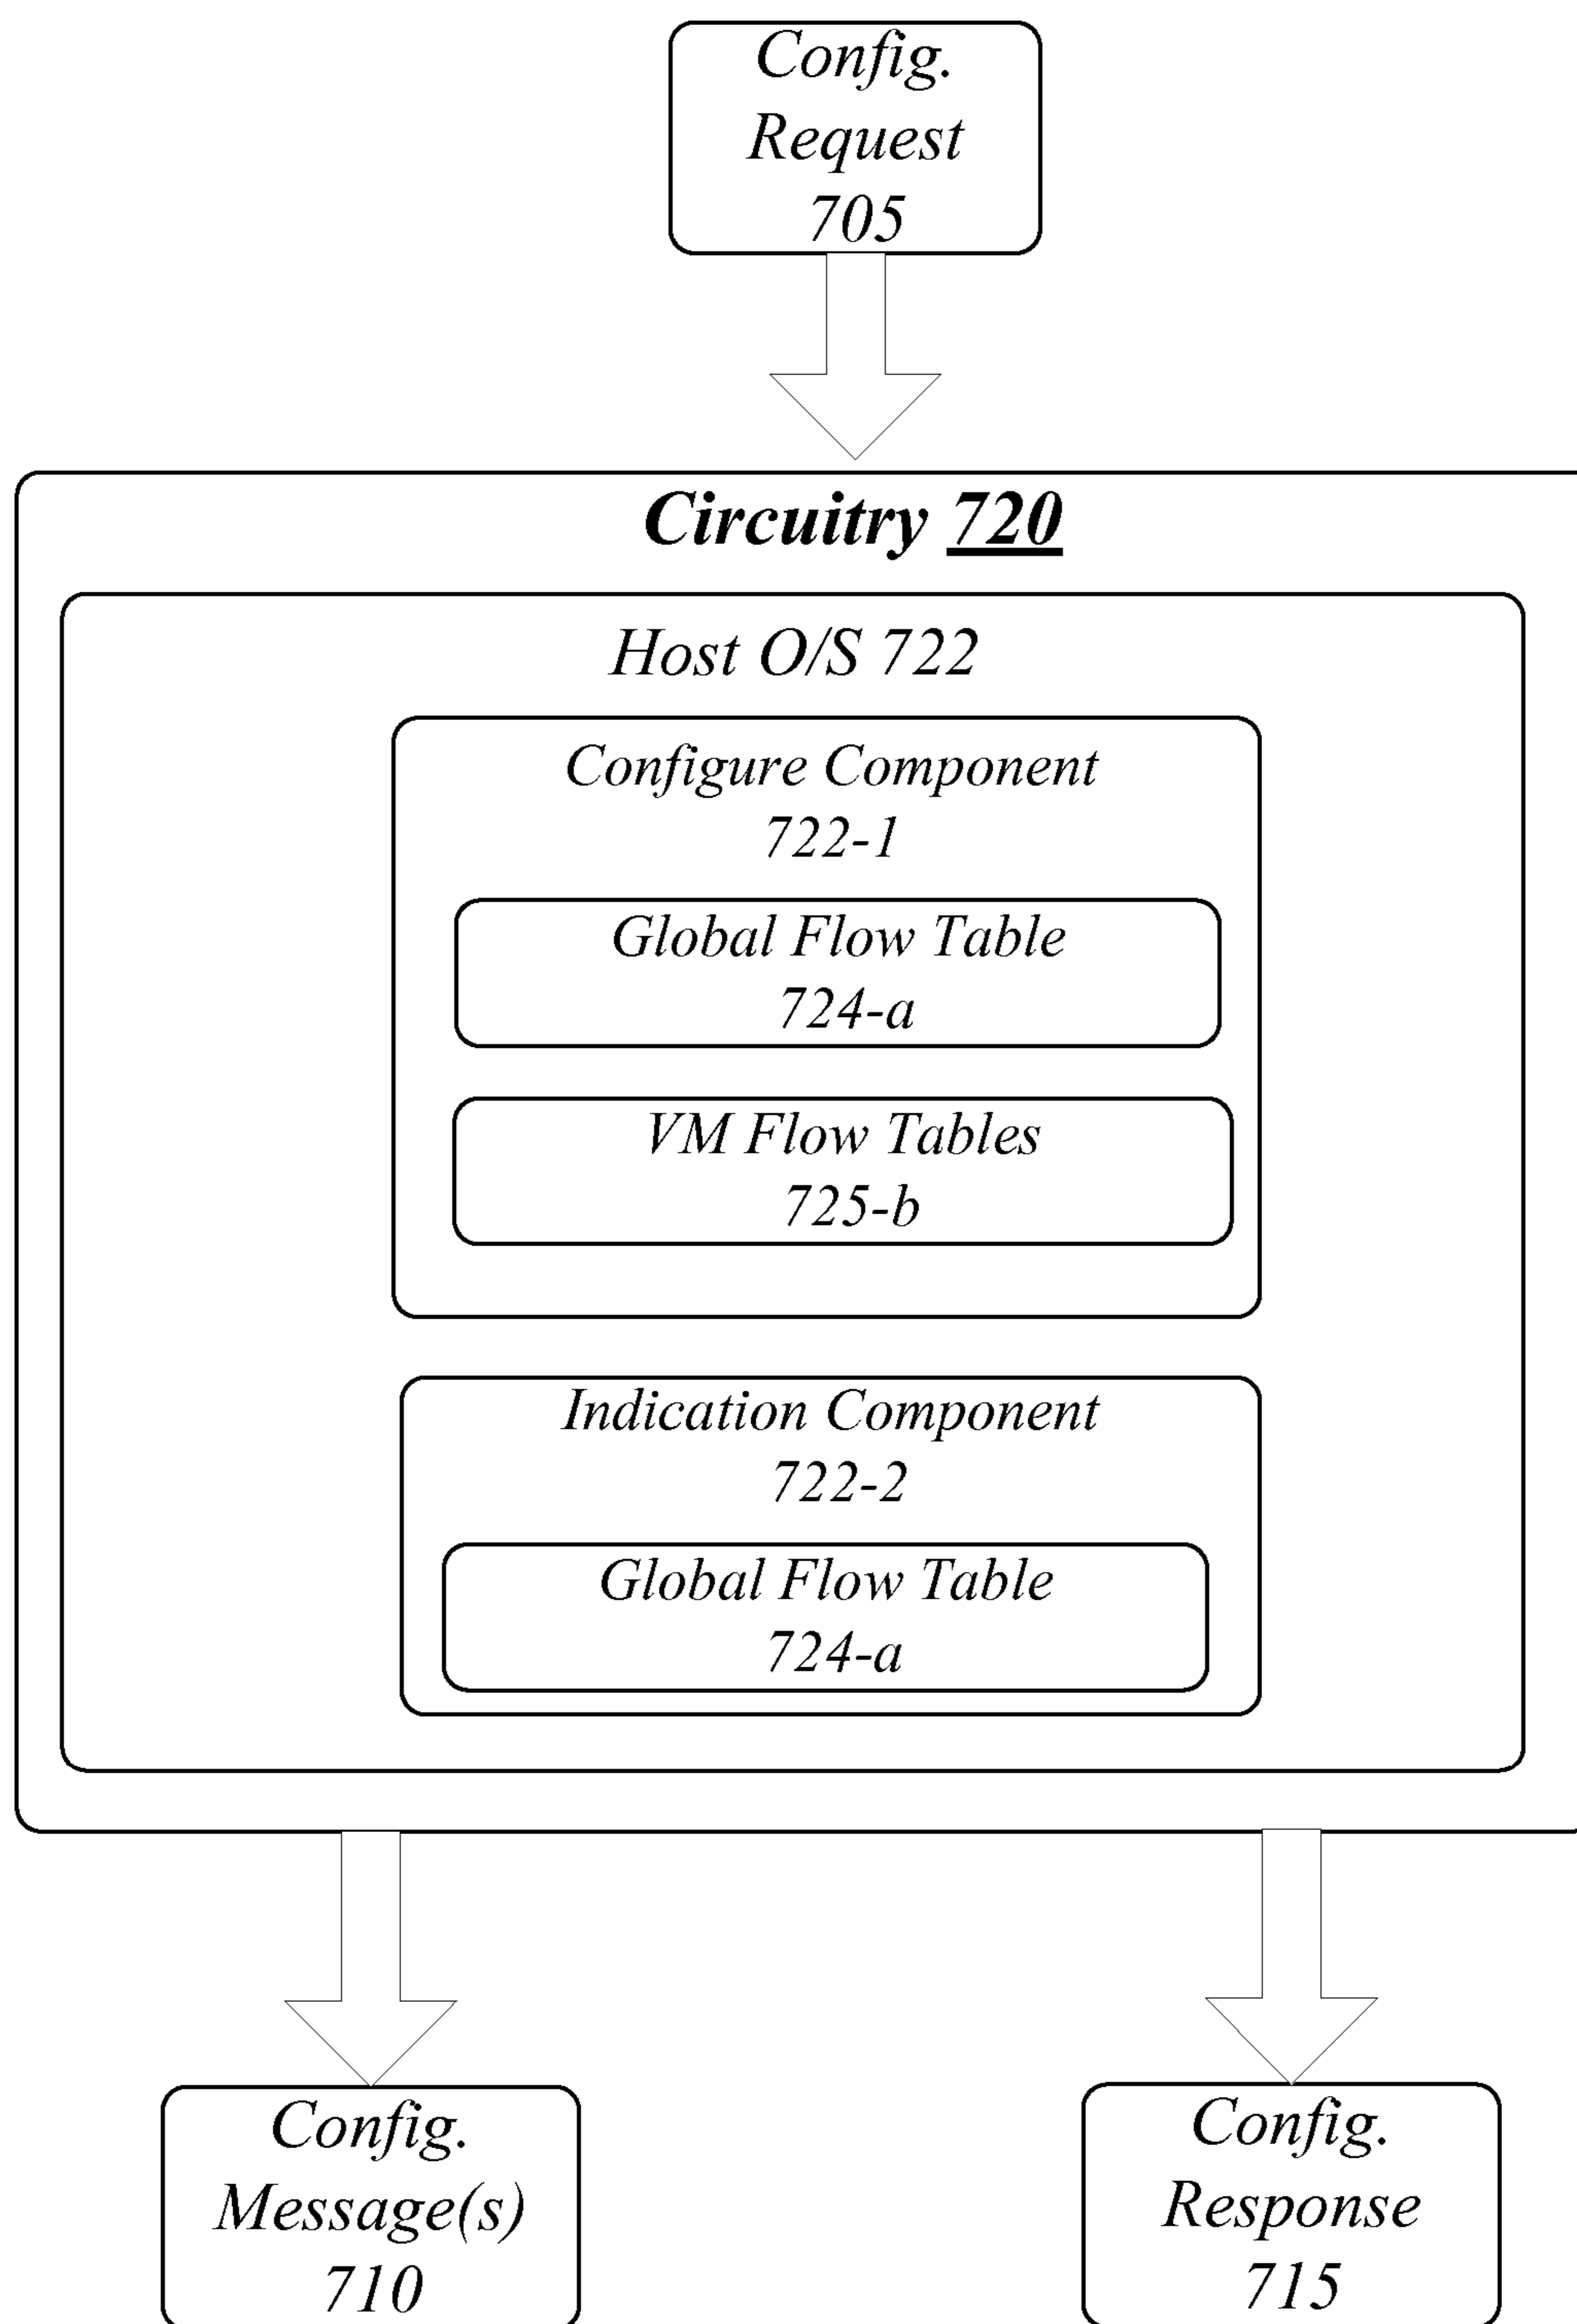 Config.
Request
705
Circuitry 720
Host O/S 722
Configure Component
722-1
Global Flow Table
724-a
VM Flow Tables
725-b
Indication Component
722-2
Global Flow Table
724-a
Config.
Message(s)
710
Config.
Response
715